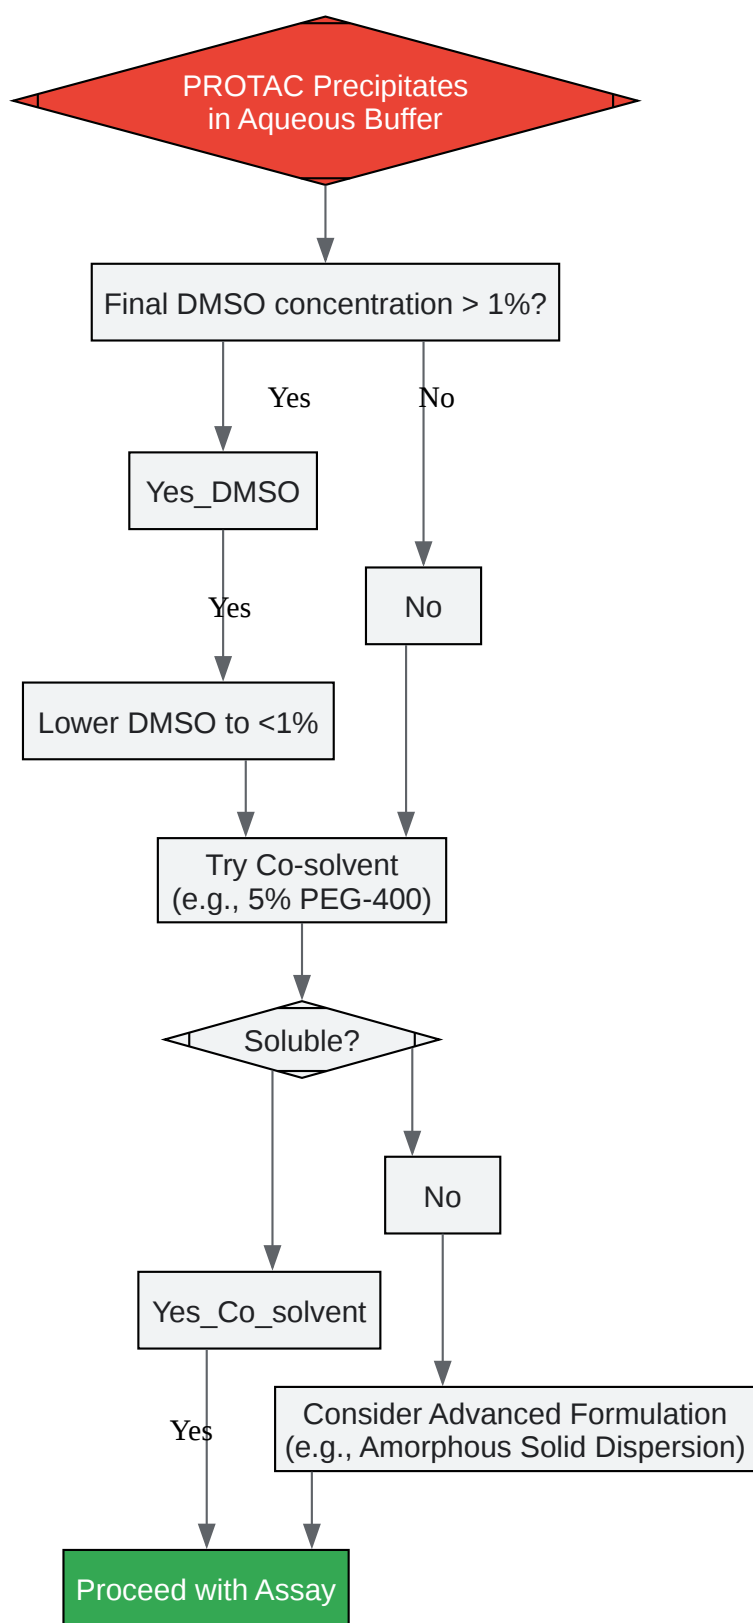 PROTAC Precipitates
in Aqueous Buffer
Final DMSO concentration > 1%?
Yes
No
Yes_DMSO
Yes
No
Lower DMSO to <1%
Try Co-solvent
(e.g., 5% PEG-400)
Soluble?
No
Yes_Co_solvent
Consider Advanced Formulation
(e.g., Amorphous Solid Dispersion)
Yes
Proceed with Assay